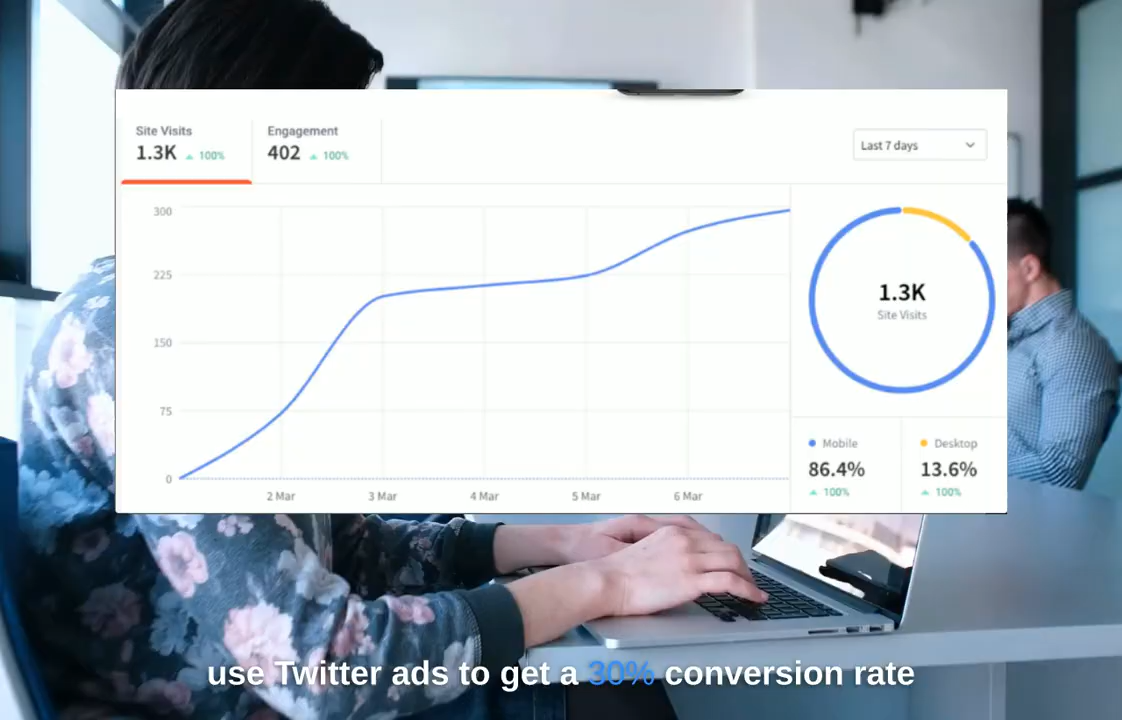 Site Visits
1.3K 100%
Engagement
402 100%
Last 7 days
300
225
150
75
0
2 Mar 3 Mar 4 Mar 5 Mar 6 Mar
1.3K
Site Visits
Mobile
86.4%
100%
Desktop
13.6%
100%
use Twitter ads to get a 30% conversion rate